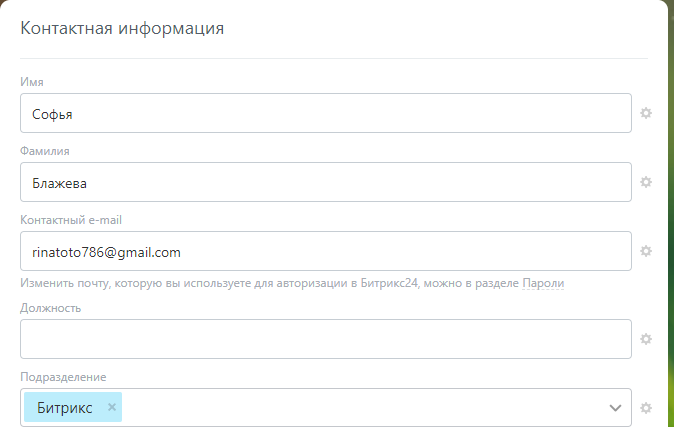 Контактная информация
Имя
Софья
Фамилия
Блажева
Контактный e-mail
rinatoto786@gmail.com
Изменить почту, которую вы используете для авторизации в Битрикс24, можно в разделе Пароли
Должность
Подразделение
Битрикс ×